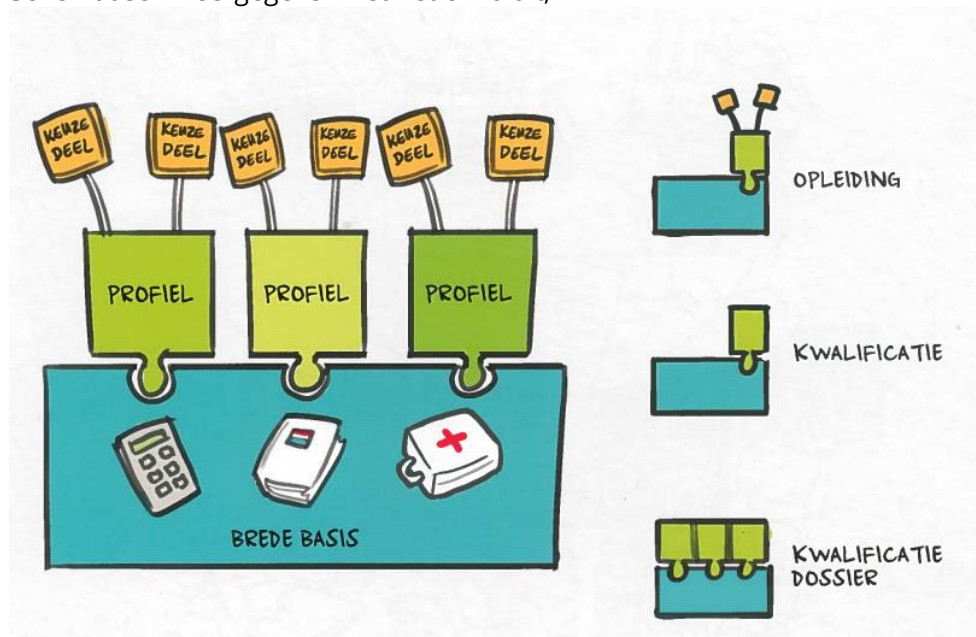 KEUZE
DEEL
KEUZE
DEEL
KEUZE
DEEL
KEUZE
DEEL
KEUZE
DEEL
KEUZE
DEEL
PROFIEL
PROFIEL
PROFIEL
BREDE BASIS
OPLEIDING
KWALIFICATIE
KWALIFICATIE
DOSSIER